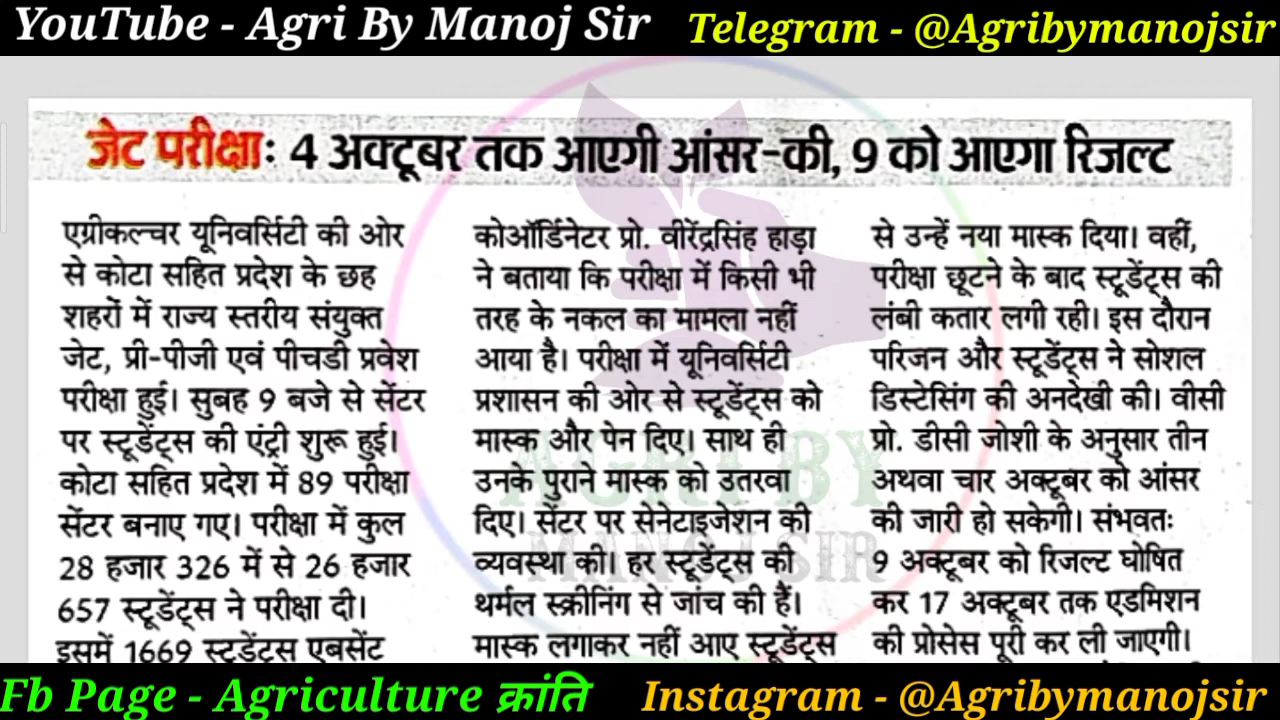 YouTube - Agri By Manoj Sir
Telegram - @Agribymanojsir
जेट परीक्षा: 4 अक्टूबर तक आएगी आंसर-की, 9 को आएगा रिजल्ट
एग्रीकल्चर यूनिवर्सिटी की ओर
से कोटा सहित प्रदेश के छह
शहरों में राज्य स्तरीय संयुक्त
जेट, प्री-पीजी एवं पीचडी प्रवेश
परीक्षा हुई। सुबह 9 बजे से सेंटर
पर स्टूडेंट्स की एंट्री शुरू हुई।
कोटा सहित प्रदेश में 89 परीक्षा
सेंटर बनाए गए। परीक्षा में कुल
28 हजार 326 में से 26 हजार
657 स्टूडेंट्स ने परीक्षा दी।
इसमें 1669 स्टूडेंट्स एबसेंट
कोऑर्डिनेटर प्रो. वीरेंद्रसिंह हाड़ा
ने बताया कि परीक्षा में किसी भी
तरह के नकल का मामला नहीं
आया है। परीक्षा में यूनिवर्सिटी
प्रशासन की ओर से स्टूडेंट्स को
मास्क और पेन दिए। साथ ही
उनके पुराने मास्क को उतरवा
दिए। सेंटर पर सेनेटाइजेशन की
व्यवस्था की। हर स्टूडेंट्स की
थर्मल स्क्रीनिंग से जांच की हैं।
मास्क लगाकर नहीं आए स्टूडेंट्स
से उन्हें नया मास्क दिया। वहीं,
परीक्षा छूटने के बाद स्टूडेंट्स की
लंबी कतार लगी रही। इस दौरान
परिजन और स्टूडेंट्स ने सोशल
डिस्टेसिंग की अनदेखी की। वीसी
प्रो. डीसी जोशी के अनुसार तीन
अथवा चार अक्टूबर को आंसर
की जारी हो सकेगी। संभवतः
9 अक्टूबर को रिजल्ट घोषित
कर 17 अक्टूबर तक एडमिशन
की प्रोसेस पूरी कर ली जाएगी।
AGRI BY
MANOJ SIR
Fb Page - Agriculture क्रांति
Instagram - @Agribymanojsir